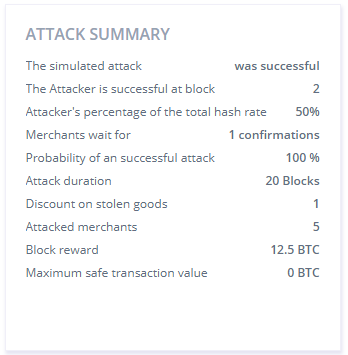 ATTACK SUMMARY
The simulated attack was successful
The Attacker is successful at block 2
Attacker's percentage of the total hash rate 50%
Merchants wait for 1 confirmations
Probability of an successful attack 100 %
Attack duration 20 Blocks
Discount on stolen goods 1
Attacked merchants 5
Block reward 12.5 BTC
Maximum safe transaction value 0 BTC